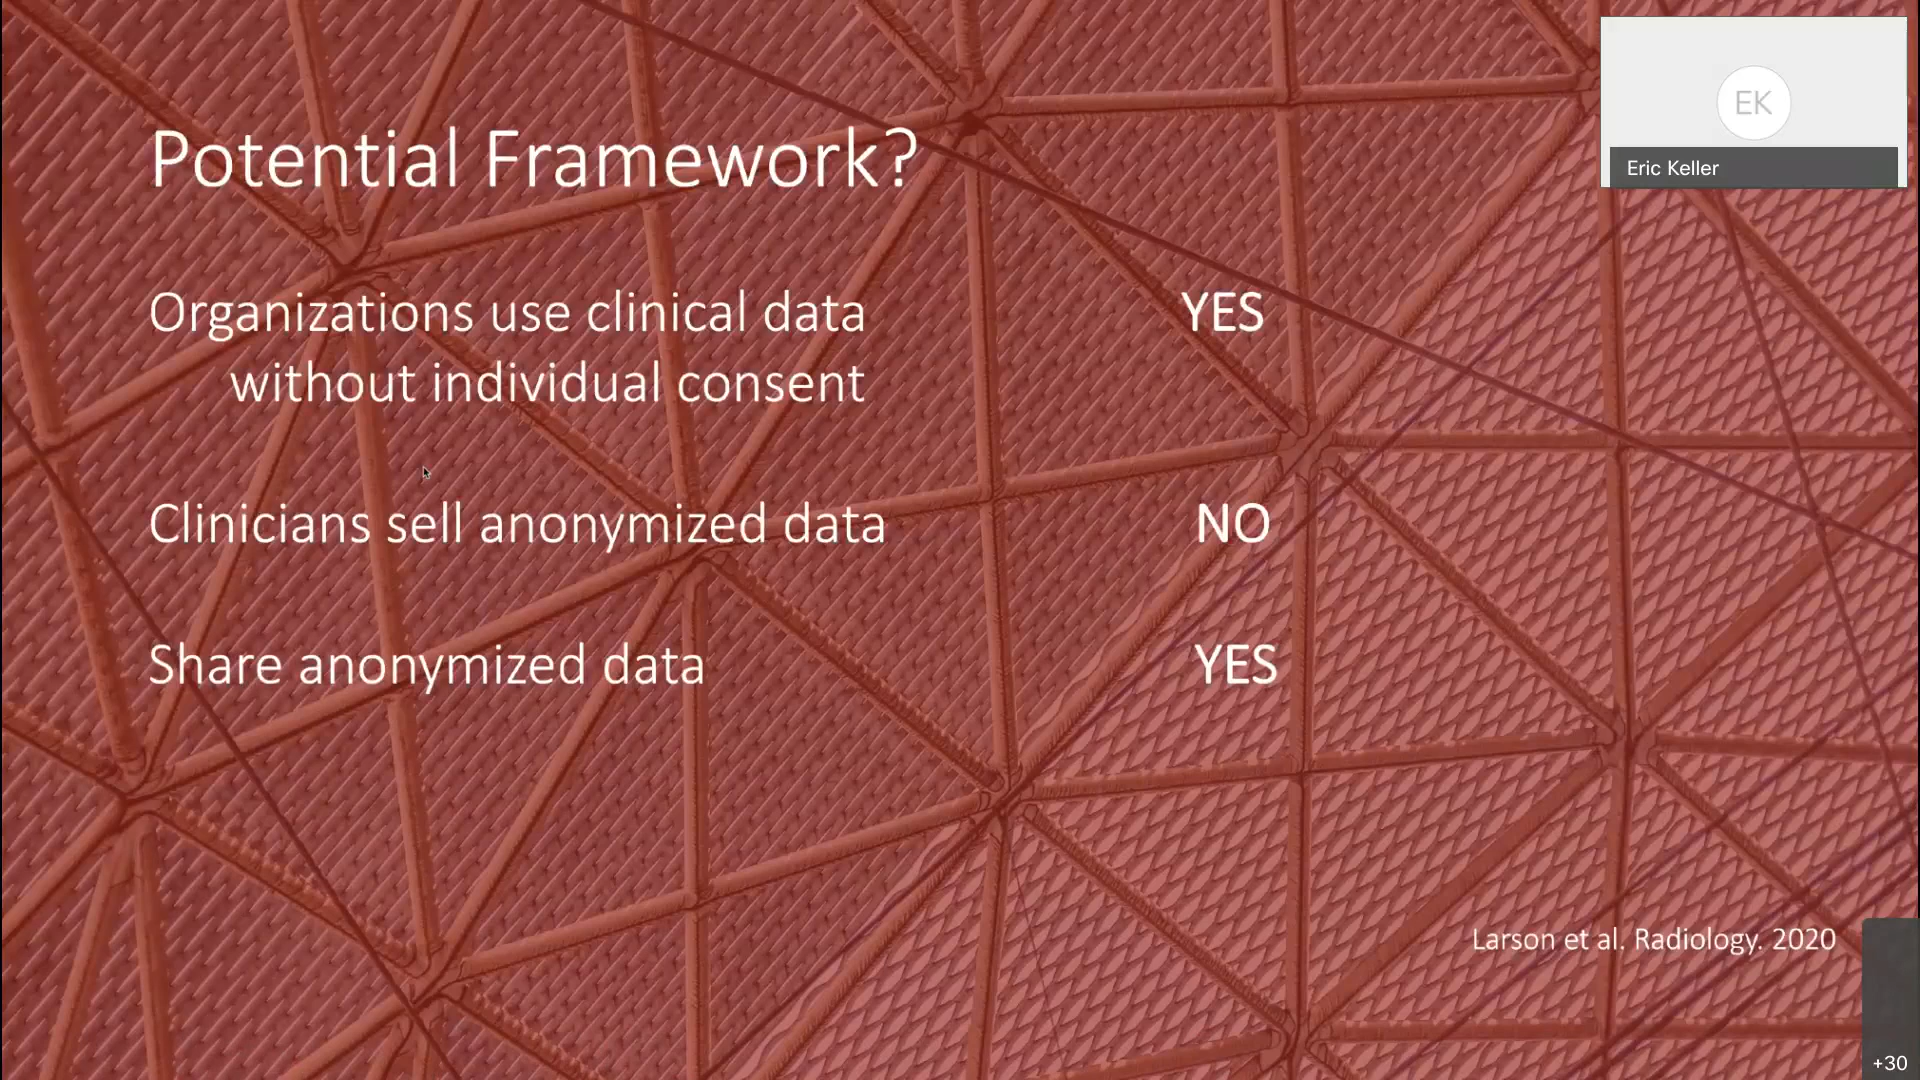 EK
Eric Keller
Potential Framework?
Organizations use clinical data YES
without individual consent
Clinicians sell anonymized data NO
Share anonymized data YES
Larson et al. Radiology. 2020
+30